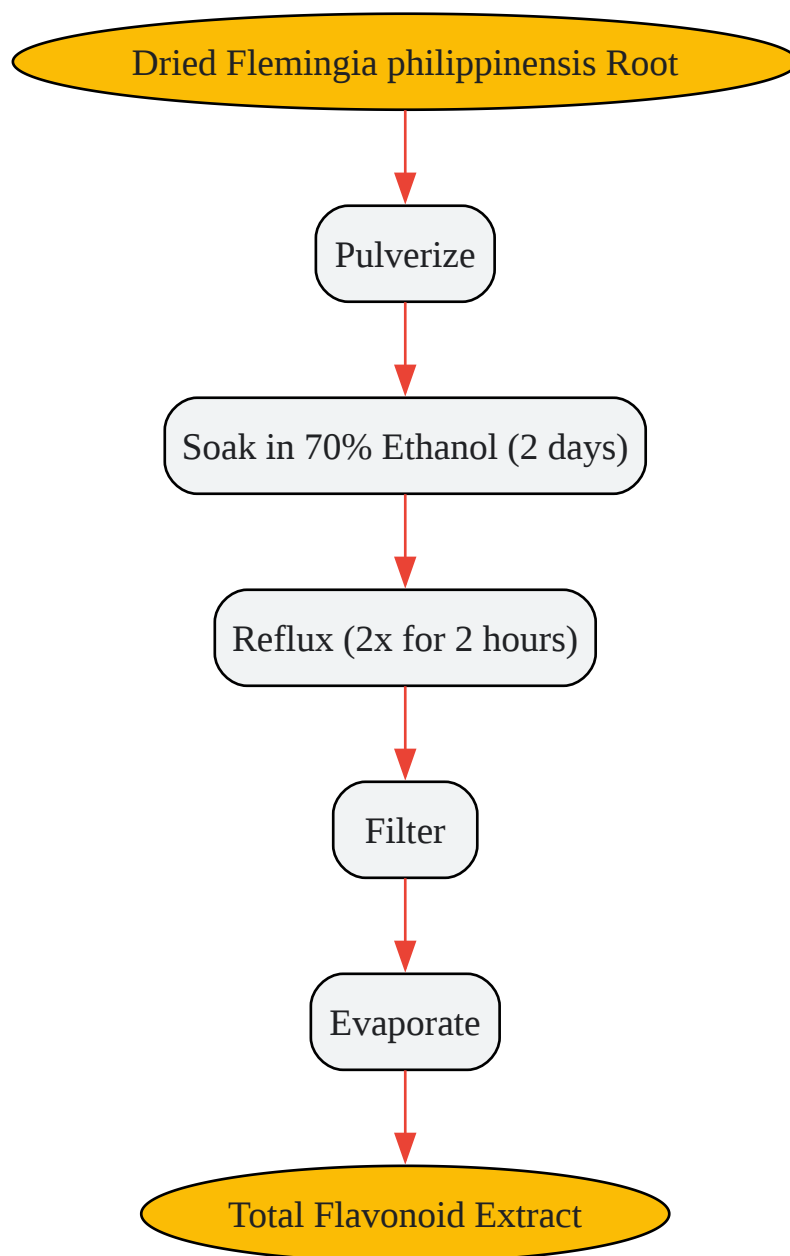 Dried Flemingia philippinensis Root
Pulverize
Soak in 70% Ethanol (2 days)
Reflux (2x for 2 hours)
Filter
Evaporate
Total Flavonoid Extract